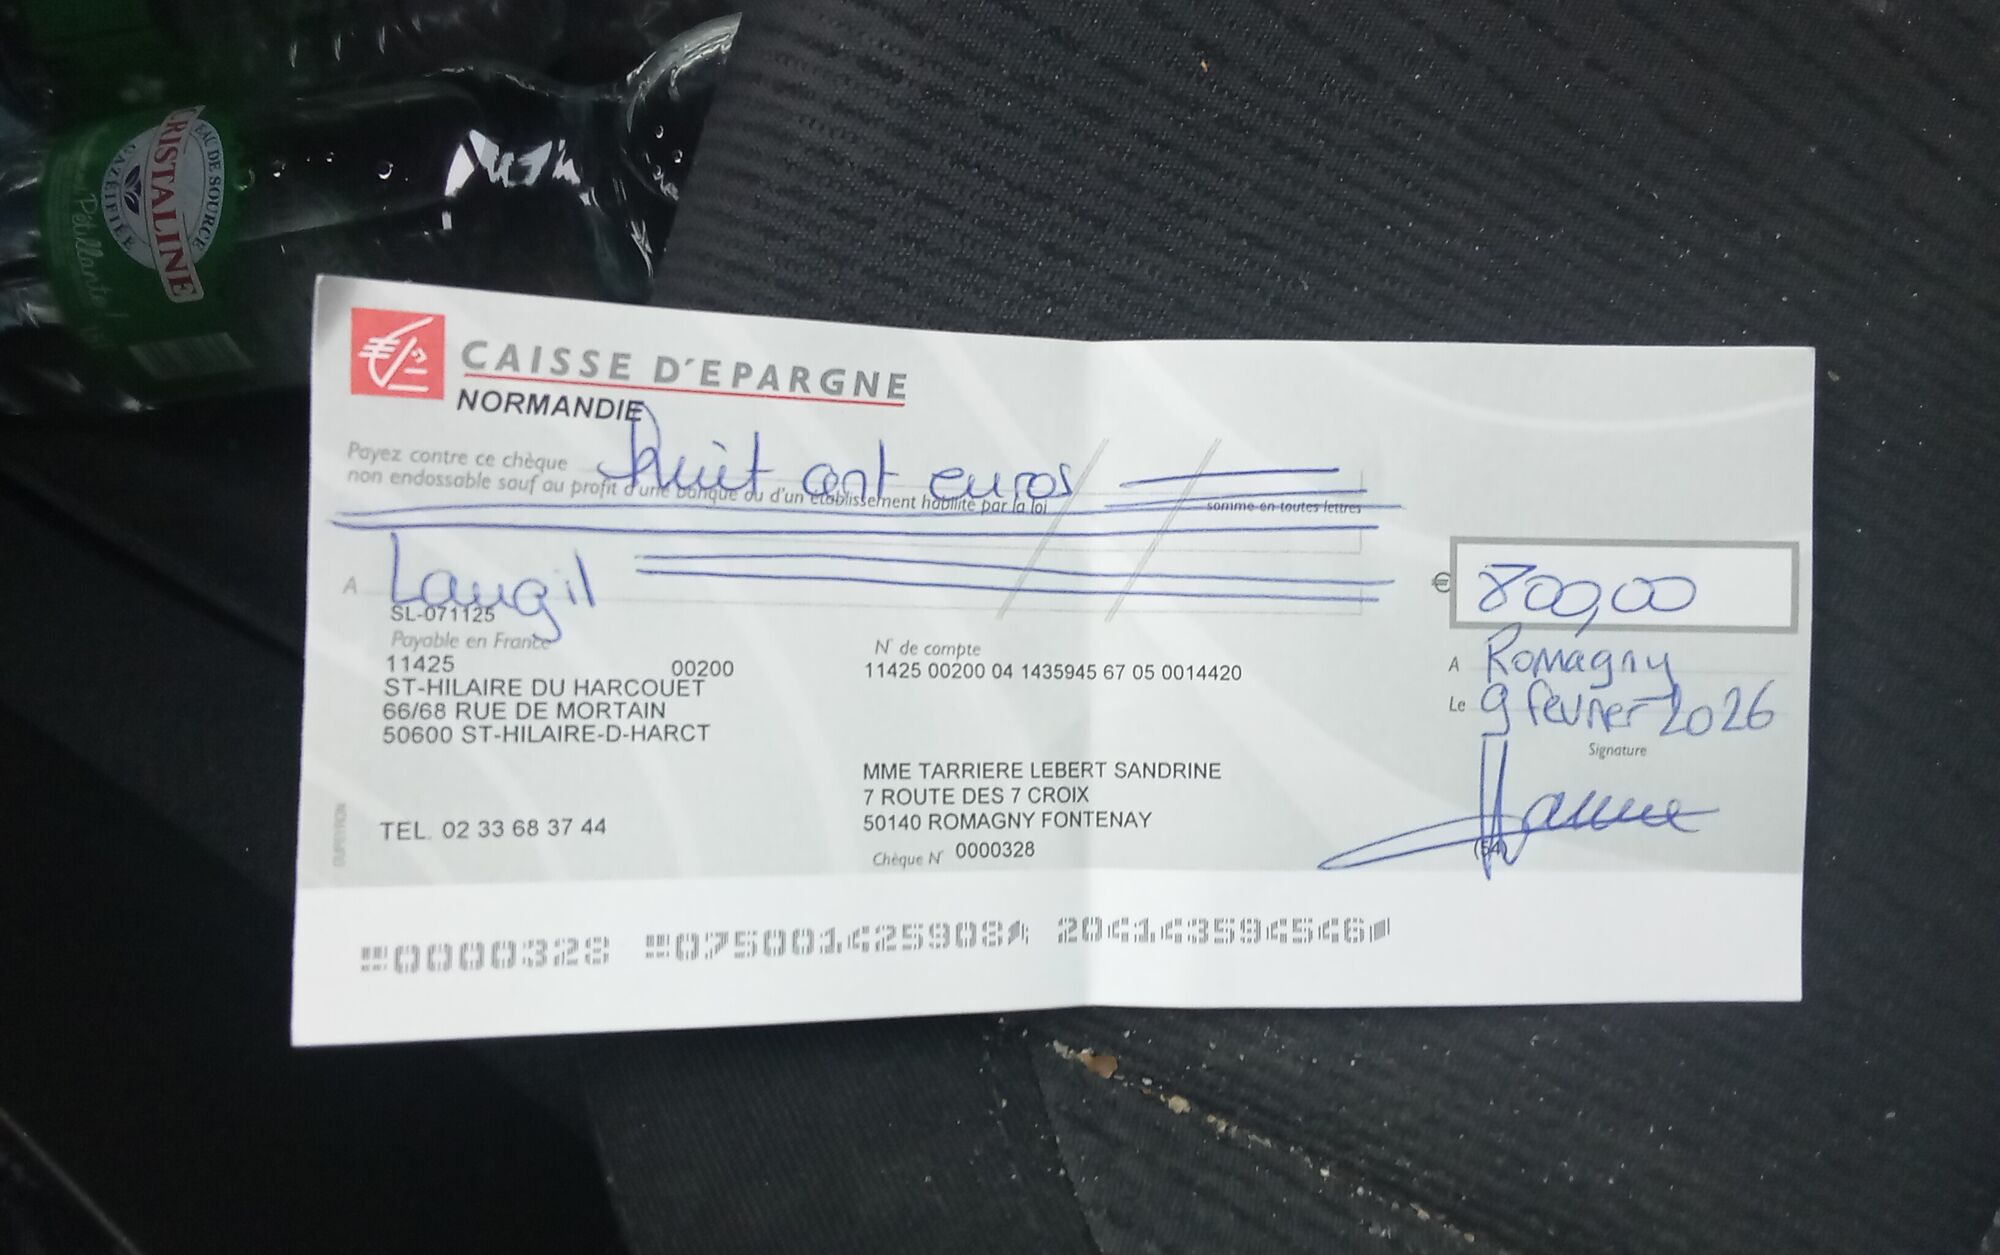 CAISSE D'EPARGNE
NORMANDIE
Payez contre ce chèque huit cent euros
non endossable sauf au profit d'une banque ou d'un établissement habilité par la loi
somme en toutes lettres
A Laugil
€ 800,00
SL-071125
Payable en France
11425 00200
ST-HILAIRE DU HARCOUET
66/68 RUE DE MORTAIN
50600 ST-HILAIRE-D-HARCT
TEL. 02 33 68 37 44
N° de compte
11425 00200 04 1435945 67 05 0014420
A Romagny
Le 9 février 2026
Signature
MME TARRIERE LEBERT SANDRINE
7 ROUTE DES 7 CROIX
50140 ROMAGNY FONTENAY
Chèque N° 0000328
(54)
0000328
CRISTALINE
EAU DE SOURCE
GAZÉIFIÉE
Pétillante !